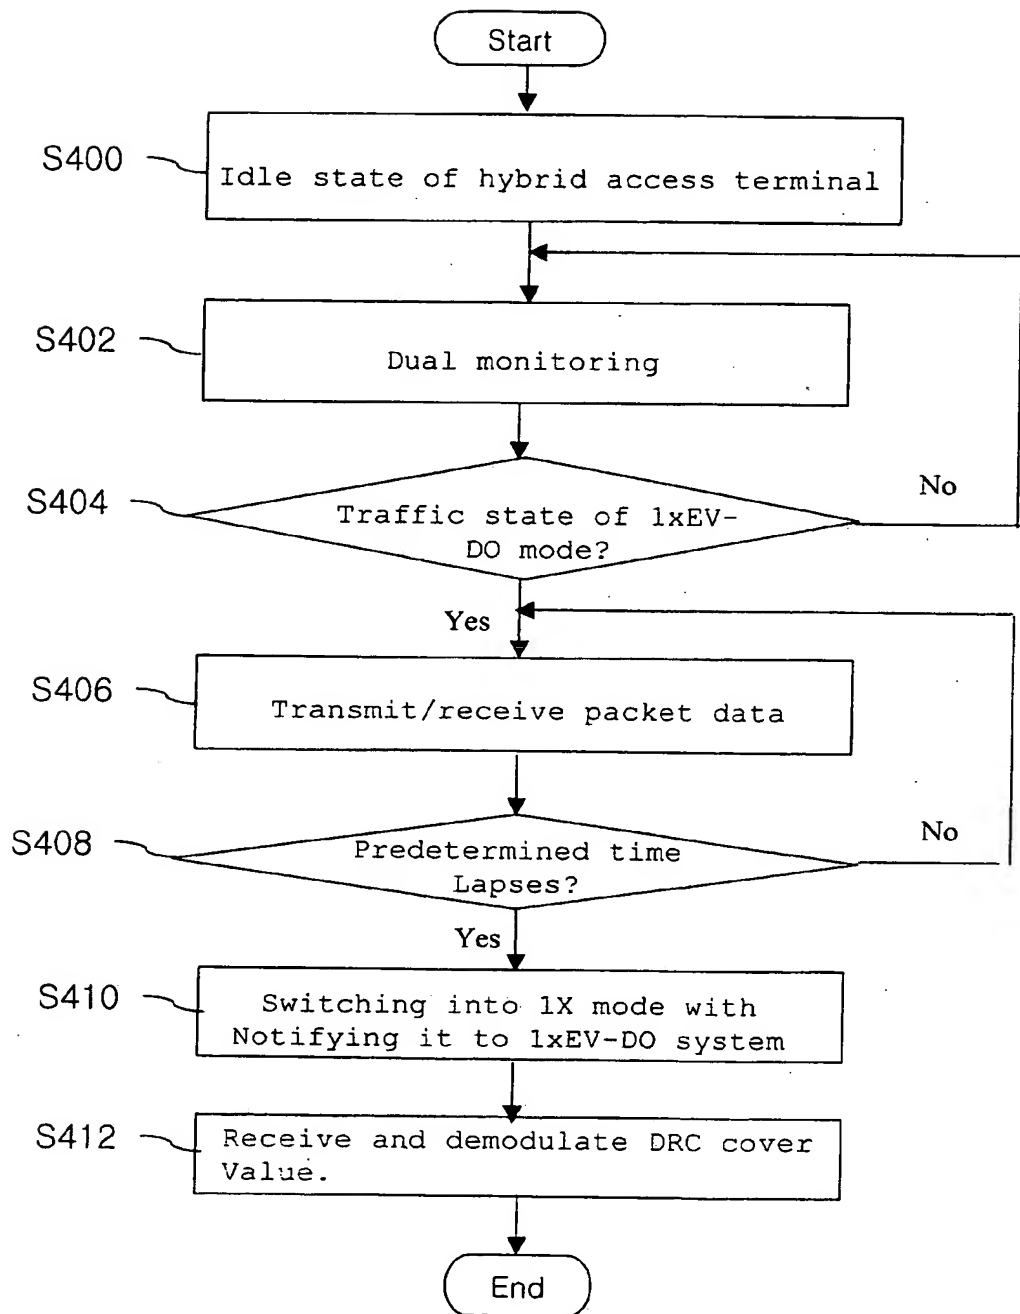 Start
S400
Idle state of hybrid access terminal
S402
Dual monitoring
S404
Traffic state of 1xEV-
DO mode?
No
Yes
S406
Transmit/receive packet data
S408
Predetermined time
Lapses?
No
Yes
S410
Switching into 1X mode with
Notifying it to 1xEV-DO system
S412
Receive and demodulate DRC cover
Value.
End